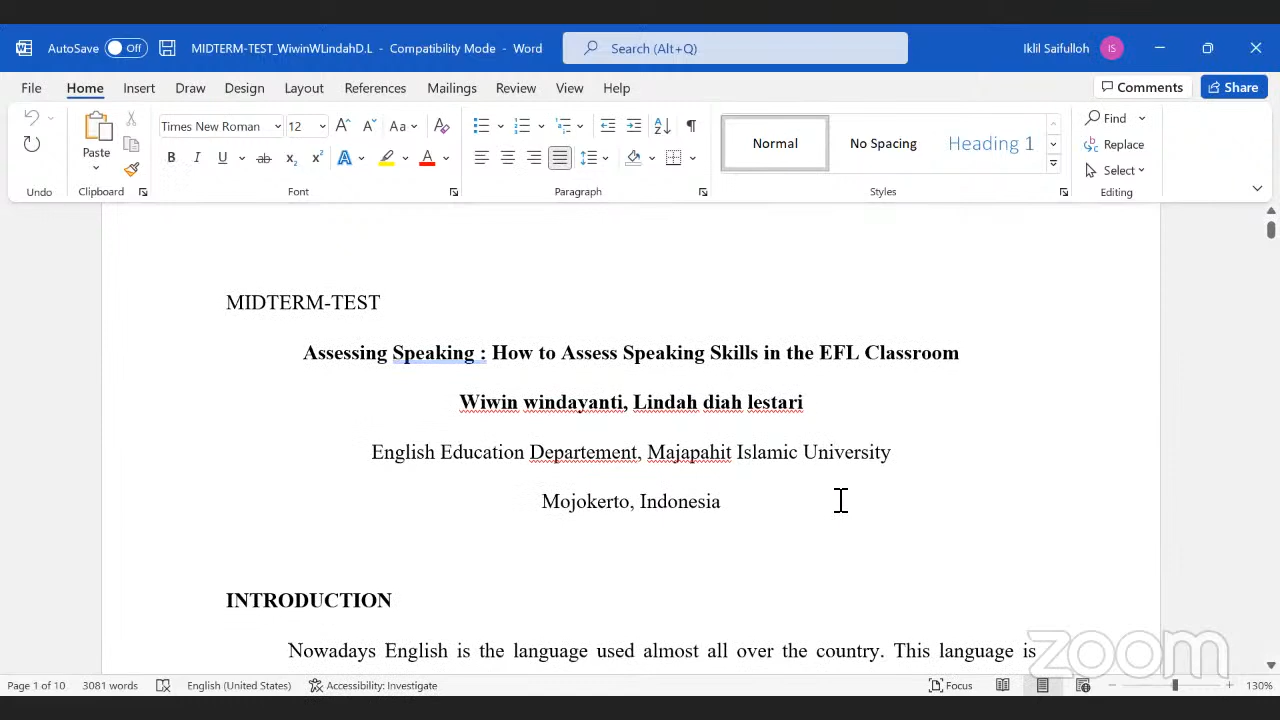 AutoSave Off MIDTERM-TEST_WiwinWLindahD.L - Compatibility Mode - Word Search (Alt+Q) Iklil Saifulloh IS
File Home Insert Draw Design Layout References Mailings Review View Help Comments Share
Times New Roman 12 Aa Normal No Spacing Heading 1 Find
Paste Replace
Select
Undo Clipboard Font Paragraph Styles Editing
MIDTERM-TEST
Assessing Speaking : How to Assess Speaking Skills in the EFL Classroom
Wiwin windayanti, Lindah diah lestari
English Education Departement, Majapahit Islamic University
Mojokerto, Indonesia
INTRODUCTION
Nowadays English is the language used almost all over the country. This language is
zoom
Page 1 of 10 3081 words English (United States) Accessibility: Investigate Focus 130%